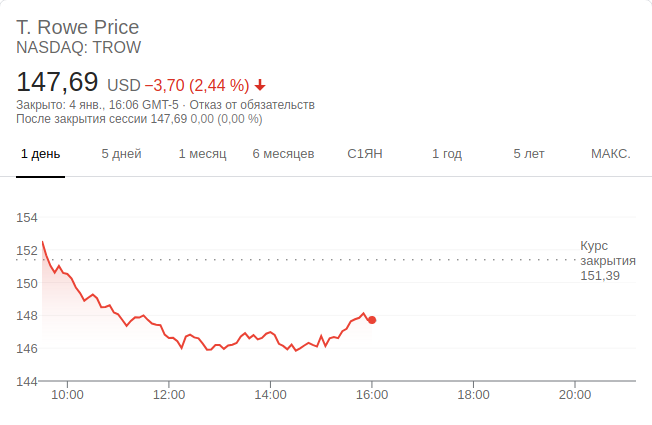 T. Rowe Price
NASDAQ: TROW
147,69 USD −3,70 (2,44 %)
Закрыто: 4 янв., 16:06 GMT-5 · Отказ от обязательств
После закрытия сессии 147,69 0,00 (0,00 %)
1 день 5 дней 1 месяц 6 месяцев С1ЯН 1 год 5 лет МАКС.
154
152
150
148
146
144
Курс
закрытия
151,39
10:00 12:00 14:00 16:00 18:00 20:00